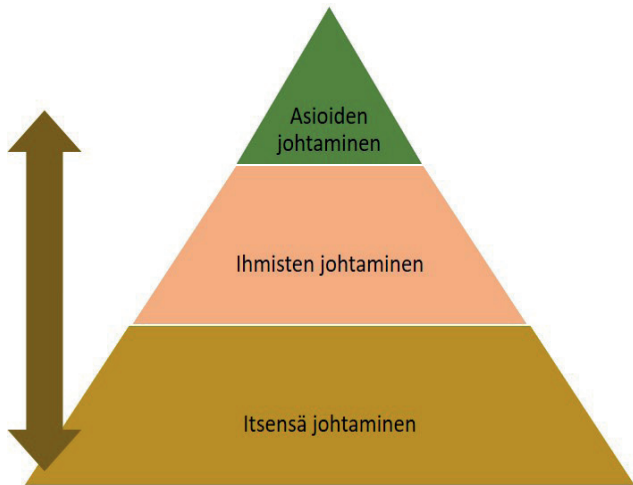 Asioiden
johtaminen
Ihmisten johtaminen
Itsensä johtaminen